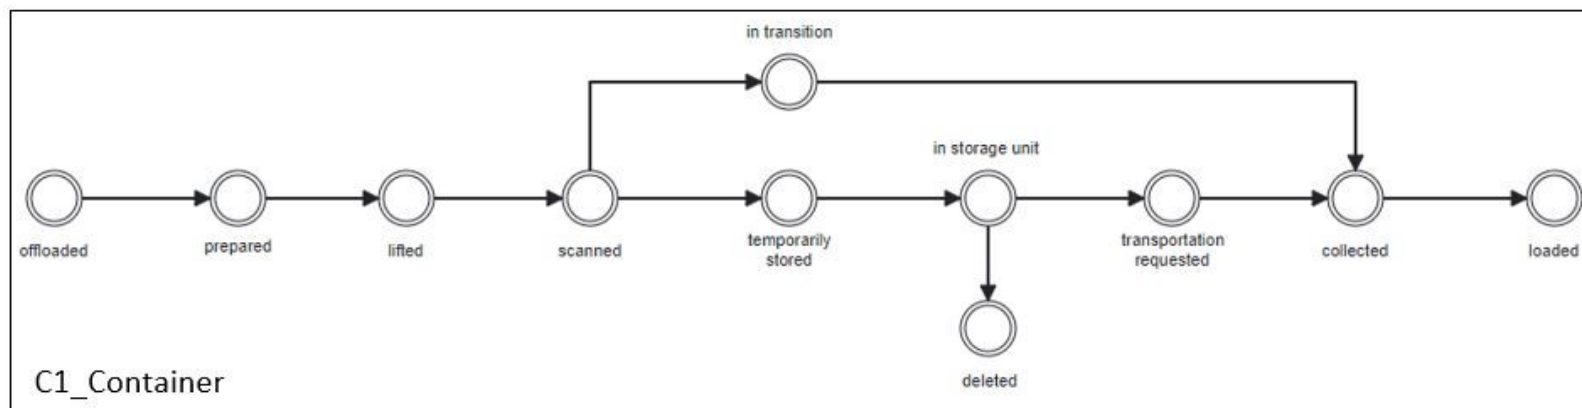 in transition
in storage unit
offloaded
prepared
lifted
scanned
temporarily
stored
transportation
requested
collected
loaded
deleted
C1_Container